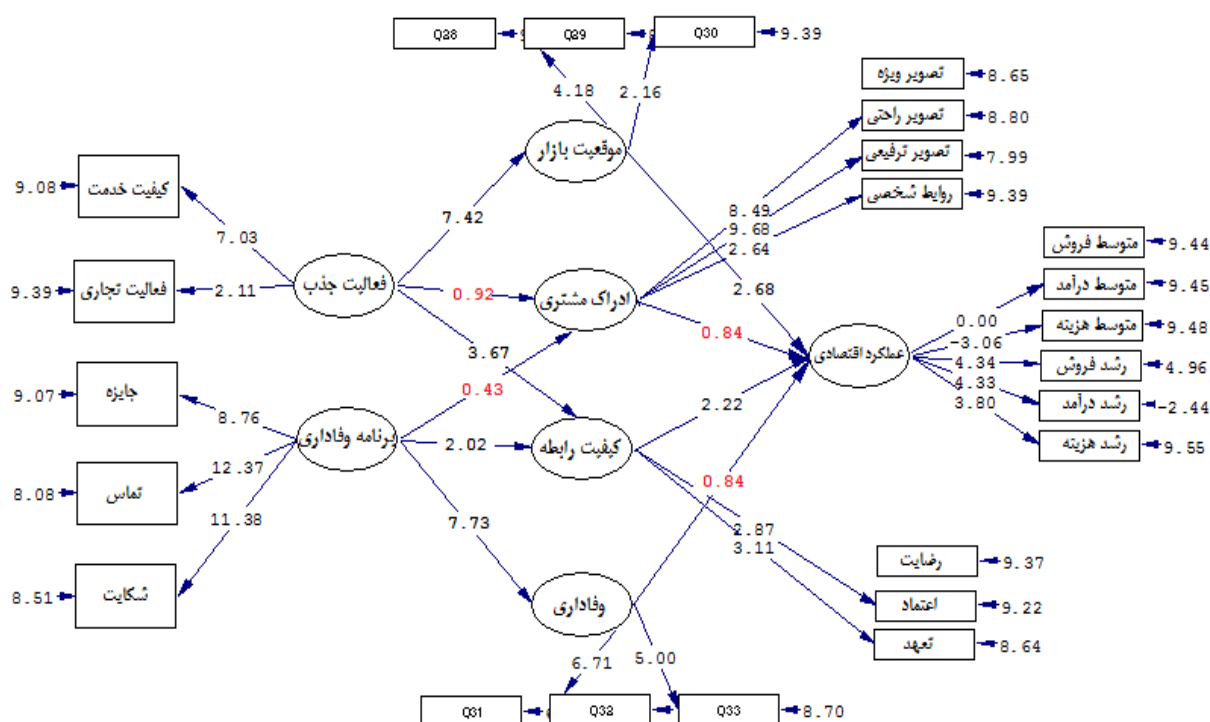 Q28
Q29
Q30
9.39
4.18
2.16
تصویر ویژه
8.65
تصویر راحتی
8.80
تصویر ترفیعی
7.99
روابط شخصی
9.39
موقعیت بازار
9.08
کیفیت خدمت
7.03
7.42
8.49
9.68
2.64
متوسط فروش
9.44
فعالیت جذب
9.39
فعالیت تجاری
2.11
0.92
ادراک مشتری
2.68
متوسط درآمد
9.45
0.00
متوسط هزینه
9.48
-3.06
0.84
عملکرد اقتصادی
3.67
4.34
رشد فروش
4.96
4.33
رشد درآمد
-2.44
3.80
رشد هزینه
9.55
9.07
جایزه
8.76
0.43
2.22
برنامه وفاداری
2.02
کیفیت رابطه
12.37
8.08
تماس
0.84
11.38
7.73
2.87
3.11
رضایت
9.37
8.51
شکایت
وفاداری
اعتماد
9.22
تعهد
8.64
6.71
5.00
Q31
Q32
Q33
8.70